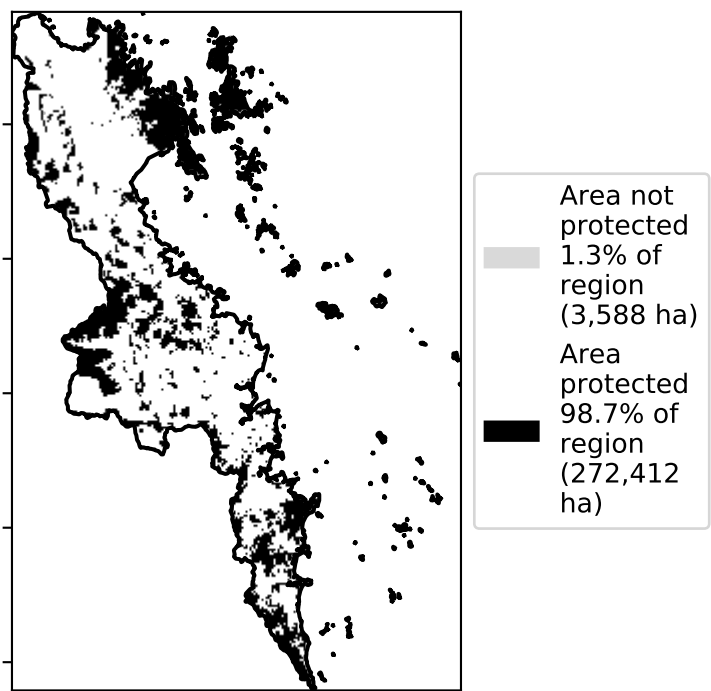 Area not
protected
1.3% of
region
(3,588 ha)
Area
protected
98.7% of
region
(272,412
ha)